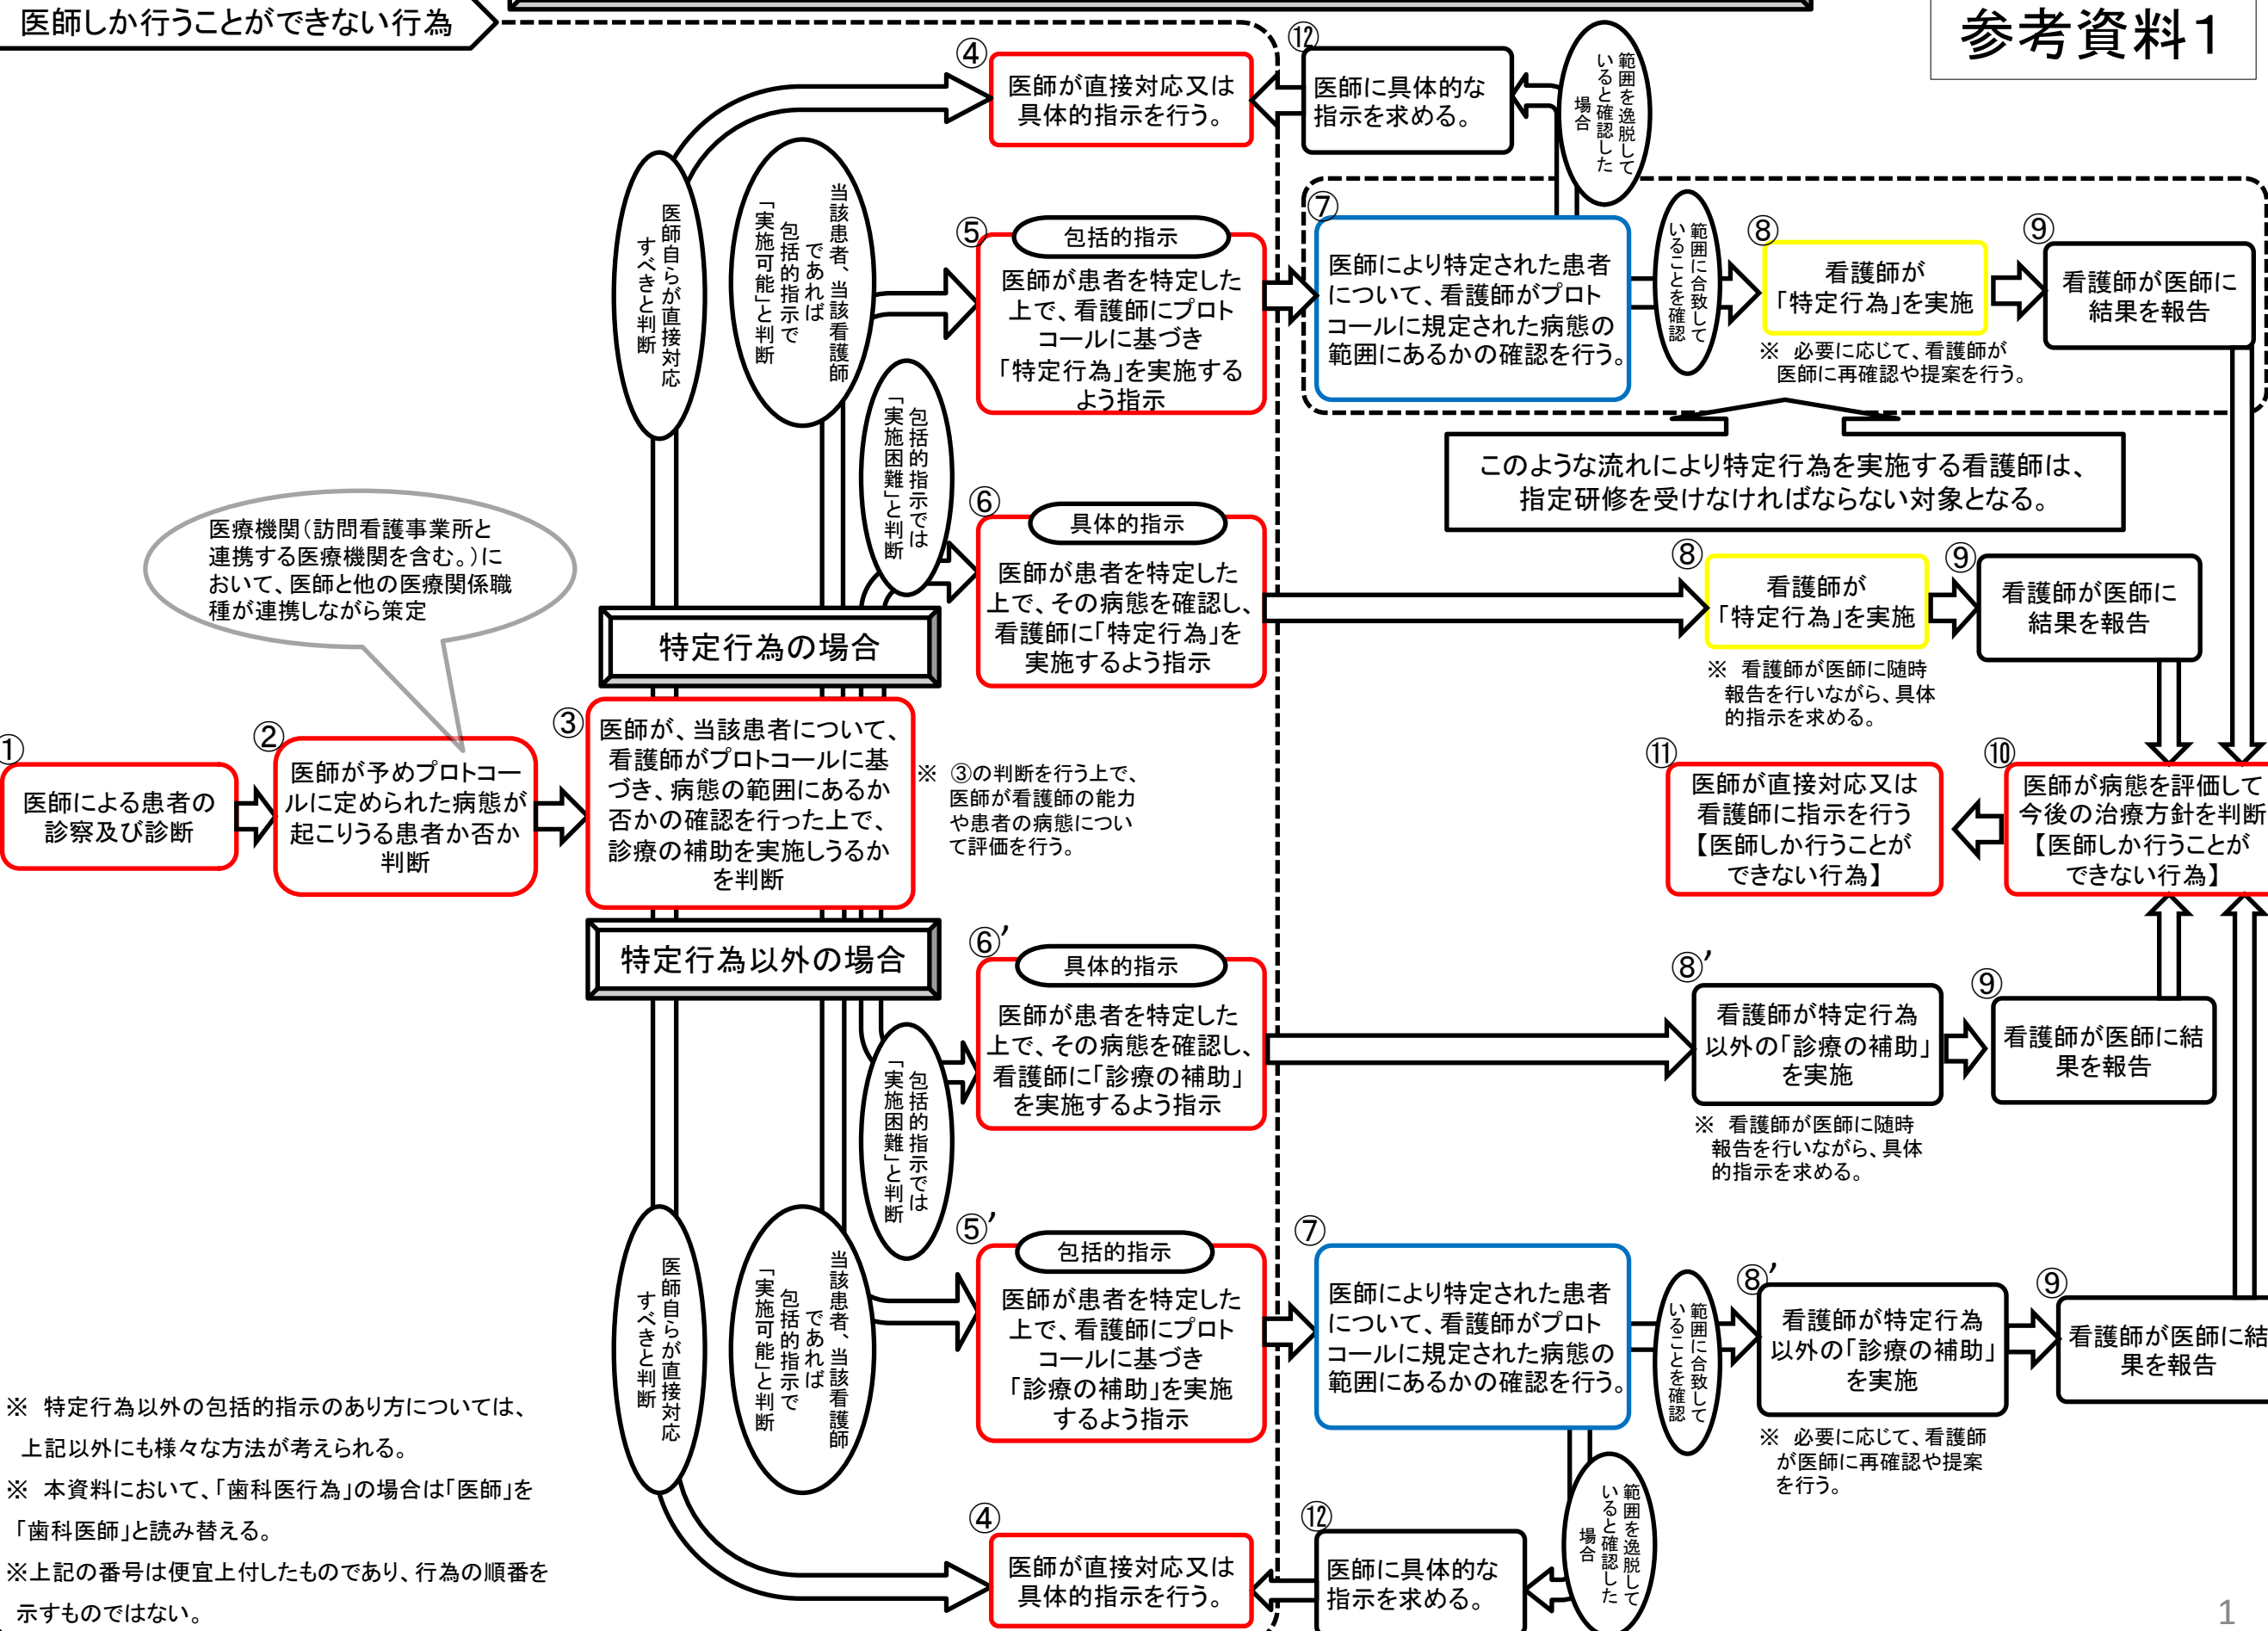 医師しか行うことができない行為
参考資料1
④
医師が直接対応又は
具体的指示を行う。
⑫
医師に具体的な
指示を求める。
範囲を逸脱して
いると確認した
場合
医師自らが直接対応
すべきと判断
当該患者、当該看護師
であれば
包括的指示で
「実施可能」と判断
⑤
包括的指示
医師が患者を特定した
上で、看護師にプロト
コールに基づき
「特定行為」を実施する
よう指示
⑦
医師により特定された患者
について、看護師がプロト
コールに規定された病態の
範囲にあるかの確認を行う。
範囲に合致して
いることを確認
⑧
看護師が
「特定行為」を実施
※ 必要に応じて、看護師が
医師に再確認や提案を行う。
⑨
看護師が医師に
結果を報告
このような流れにより特定行為を実施する看護師は、
指定研修を受けなければならない対象となる。
包括的指示では
「実施困難」と判断
⑥
具体的指示
医師が患者を特定した
上で、その病態を確認し、
看護師に「特定行為」を
実施するよう指示
⑧
看護師が
「特定行為」を実施
※ 看護師が医師に随時
報告を行いながら、具体
的指示を求める。
⑨
看護師が医師に
結果を報告
医療機関（訪問看護事業所と
連携する医療機関を含む。）に
おいて、医師と他の医療関係職
種が連携しながら策定
特定行為の場合
①
医師による患者の
診察及び診断
②
医師が予めプロトコー
ルに定められた病態が
起こりうる患者か否か
判断
③
医師が、当該患者について、
看護師がプロトコールに基
づき、病態の範囲にあるか
否かの確認を行った上で、
診療の補助を実施しうるか
を判断
※ ③の判断を行う上で、
医師が看護師の能力
や患者の病態につい
て評価を行う。
⑪
医師が直接対応又は
看護師に指示を行う
【医師しか行うことが
できない行為】
⑩
医師が病態を評価して
今後の治療方針を判断
【医師しか行うことが
できない行為】
特定行為以外の場合
⑥’
具体的指示
医師が患者を特定した
上で、その病態を確認し、
看護師に「診療の補助」
を実施するよう指示
包括的指示では
「実施困難」と判断
⑧’
看護師が特定行為
以外の「診療の補助」
を実施
※ 看護師が医師に随時
報告を行いながら、具体
的指示を求める。
⑨
看護師が医師に結
果を報告
医師自らが直接対応
すべきと判断
当該患者、当該看護師
であれば
包括的指示で
「実施可能」と判断
⑤’
包括的指示
医師が患者を特定した
上で、看護師にプロト
コールに基づき
「診療の補助」を実施
するよう指示
⑦
医師により特定された患者
について、看護師がプロト
コールに規定された病態の
範囲にあるかの確認を行う。
範囲に合致して
いることを確認
⑧’
看護師が特定行為
以外の「診療の補助」
を実施
※ 必要に応じて、看護師
が医師に再確認や提案
を行う。
⑨
看護師が医師に結
果を報告
④
医師が直接対応又は
具体的指示を行う。
⑫
医師に具体的な
指示を求める。
範囲を逸脱して
いると確認した
場合
※ 特定行為以外の包括的指示のあり方については、
上記以外にも様々な方法が考えられる。
※ 本資料において、「歯科医行為」の場合は「医師」を
「歯科医師」と読み替える。
※上記の番号は便宜上付したものであり、行為の順番を
示すものではない。
1